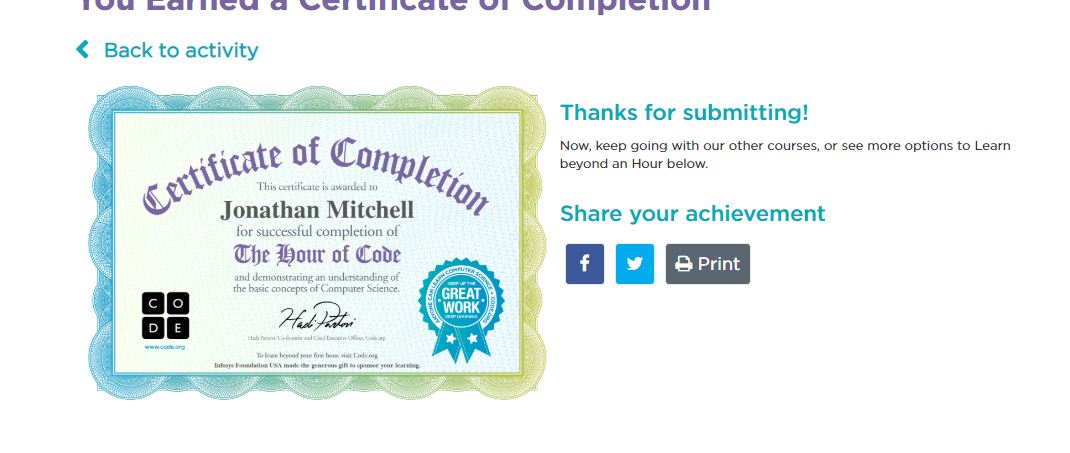 You Earned a Certificate of Completion
Back to activity
Certificate of Completion
This certificate is awarded to
Jonathan Mitchell
for successful completion of
The Hour of Code
and demonstrating an understanding of
the basic concepts of Computer Science.
Hadi Partovi
Hadi Partovi, Co-founder and Chief Executive Officer, Code.org
To learn beyond your first hour, visit Code.org
Infosys Foundation USA made the generous gift to sponsor your learning.
C O
D E
www.code.org
ANYONE CAN LEARN COMPUTER SCIENCE • CODE.ORG
KEEP UP THE
GREAT
WORK
KEEP LEARNING
Thanks for submitting!
Now, keep going with our other courses, or see more options to Learn
beyond an Hour below.
Share your achievement
Print